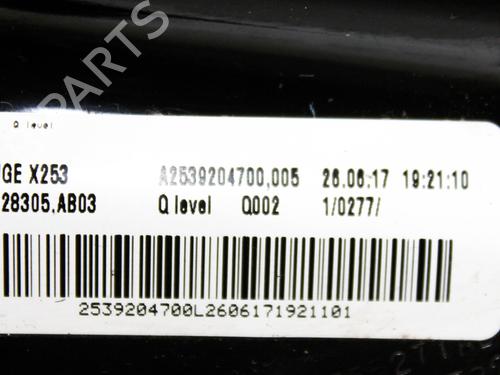 PARTS
Q level
GE X253 A2539204700,005 26.06.17 19:21:10
28305,AB03 Q level Q002 1/0277/
2539204700L2606171921101